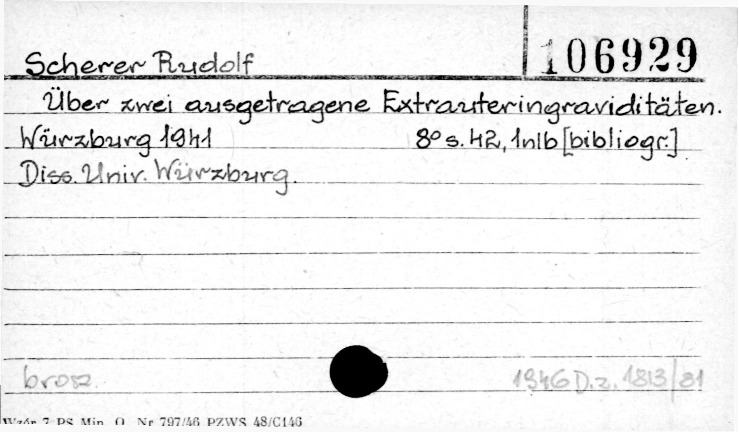 106929
Scherer Rudolf
Über zwei ausgetragene Extrauteringraviditäten.
Würzburg 1941 8° s. 42, 1nlb [bibliogr.]
Diss. Univ. Würzburg.
brosz. 1946 D.z. 1813/81
Wzór 7 PS Min. O. Nr 797/46 PZWS 48/C146